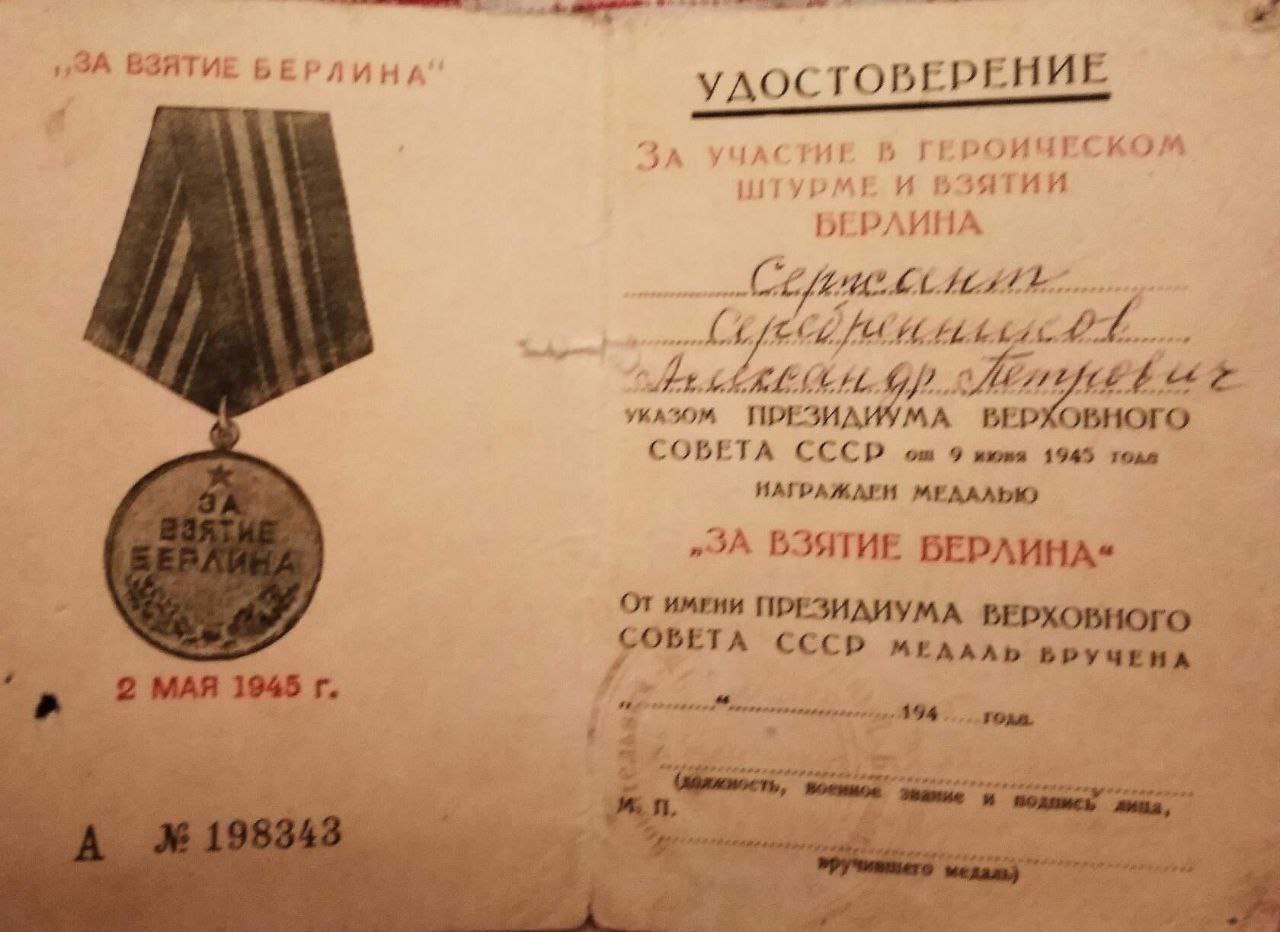 „ЗА ВЗЯТИЕ БЕРЛИНА“
ЗА
ВЗЯТИЕ
БЕРЛИНА
2 МАЯ 1945 г.
А № 198343
УДОСТОВЕРЕНИЕ
ЗА УЧАСТИЕ В ГЕРОИЧЕСКОМ
ШТУРМЕ И ВЗЯТИИ
БЕРЛИНА
Сержант
Серебренников
Александр Петрович
УКАЗОМ ПРЕЗИДИУМА ВЕРХОВНОГО
СОВЕТА СССР от 9 июня 1945 года
НАГРАЖДЕН МЕДАЛЬЮ
„ЗА ВЗЯТИЕ БЕРЛИНА“
ОТ ИМЕНИ ПРЕЗИДИУМА ВЕРХОВНОГО
СОВЕТА СССР МЕДАЛЬ ВРУЧЕНА
„..........“....................194.....года.
(должность, военное звание и подпись лица,
М. П.
вручившего медаль)